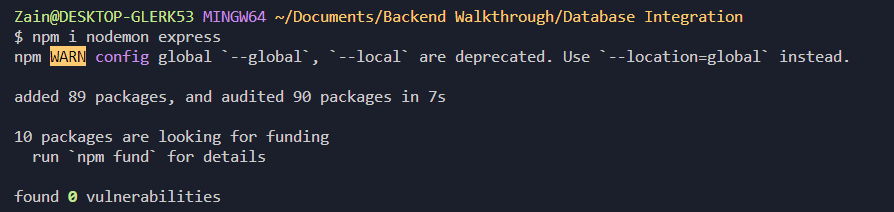 Zain@DESKTOP-GLERK53 MINGW64 ~/Documents/Backend Walkthrough/Database Integration
$ npm i nodemon express
npm WARN config global `--global`, `--local` are deprecated. Use `--location=global` instead.
added 89 packages, and audited 90 packages in 7s
10 packages are looking for funding
run `npm fund` for details
found 0 vulnerabilities